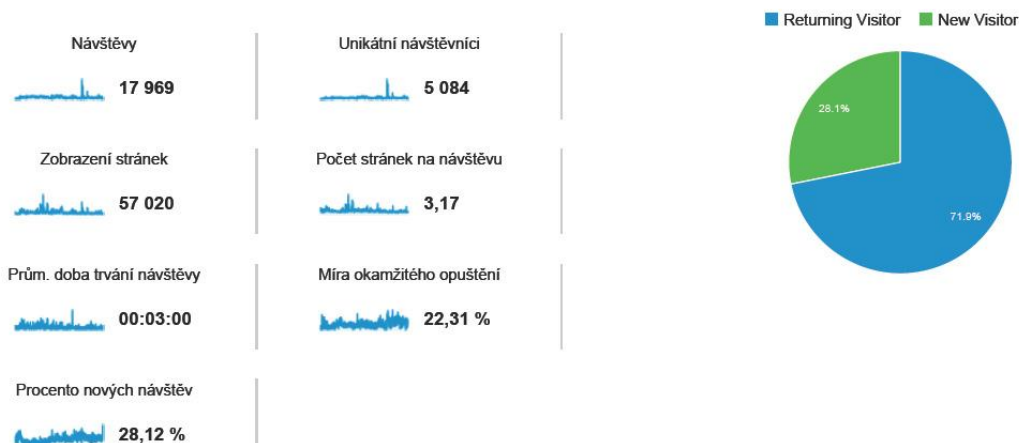 Returning Visitor New Visitor
Návštěvy
17 969
Unikátní návštěvníci
5 084
Zobrazení stránek
57 020
Počet stránek na návštěvu
3,17
Prům. doba trvání návštěvy
00:03:00
Míra okamžitého opuštění
22,31 %
Procento nových návštěv
28,12 %
28.1%
71.9%